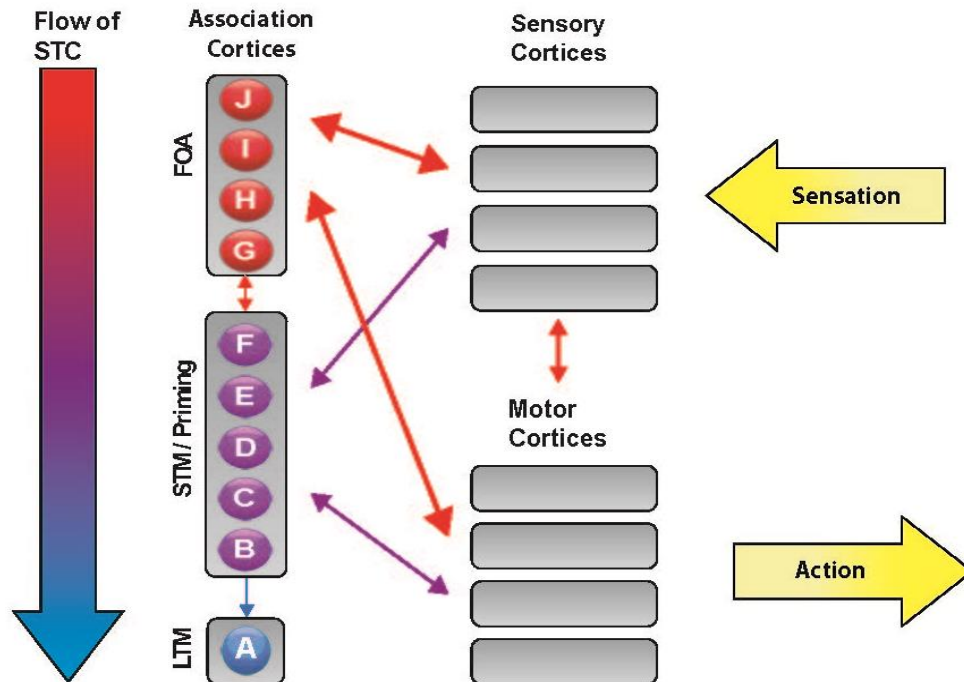 Flow of
STC
Association
Cortices
Sensory
Cortices
FOA
J
I
H
G
Sensation
STM / Priming
F
E
D
C
B
Motor
Cortices
Action
LTM
A